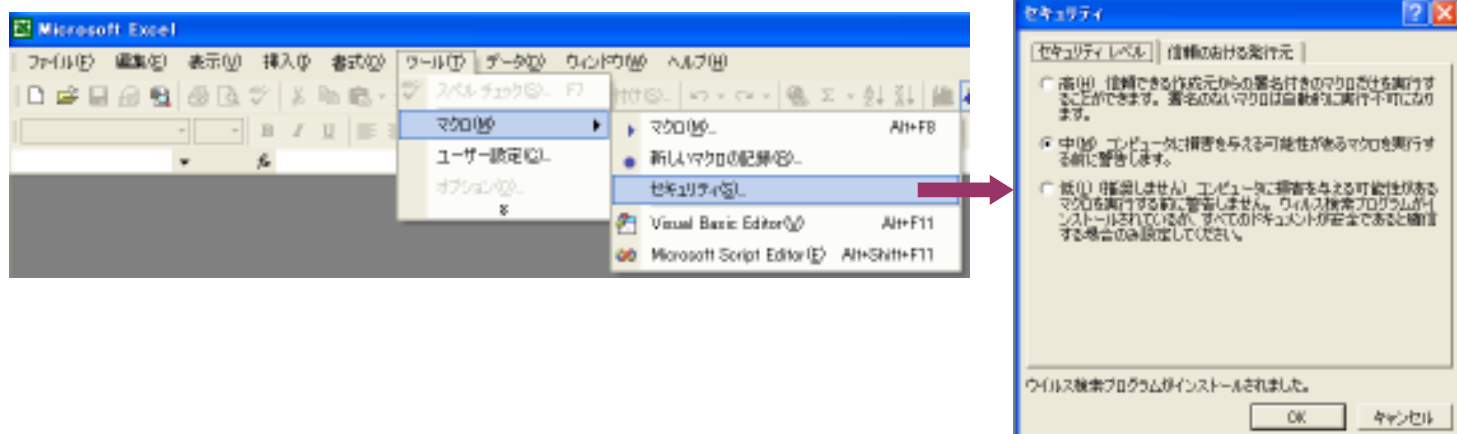 Microsoft Excel
ファイル(F) 編集(E) 表示(V) 挿入(I) 書式(O) ツール(T) データ(D) ウィンドウ(W) ヘルプ(H)
スペル チェック(S)... F7
マクロ(M)
ユーザー設定(C)...
オプション(O)...
マクロ(M)... Alt+F8
新しいマクロの記録(R)...
セキュリティ(S)...
Visual Basic Editor(V) Alt+F11
Microsoft Script Editor(E) Alt+Shift+F11
セキュリティ
セキュリティ レベル 信頼のおける発行元
高(H) 信頼できる作成元からの署名付きのマクロだけを実行す
ることができます。署名のないマクロは自動的に実行不可になり
ます。
中(M) コンピュータに損害を与える可能性があるマクロを実行す
る前に警告します。
低(L) (推奨しません) コンピュータに損害を与える可能性がある
マクロを実行する前に警告しません。ウィルス検索プログラムがイ
ンストールされているか、すべてのドキュメントが安全であると確信
する場合のみ設定してください。
ウイルス検索プログラムがインストールされました。
OK キャンセル